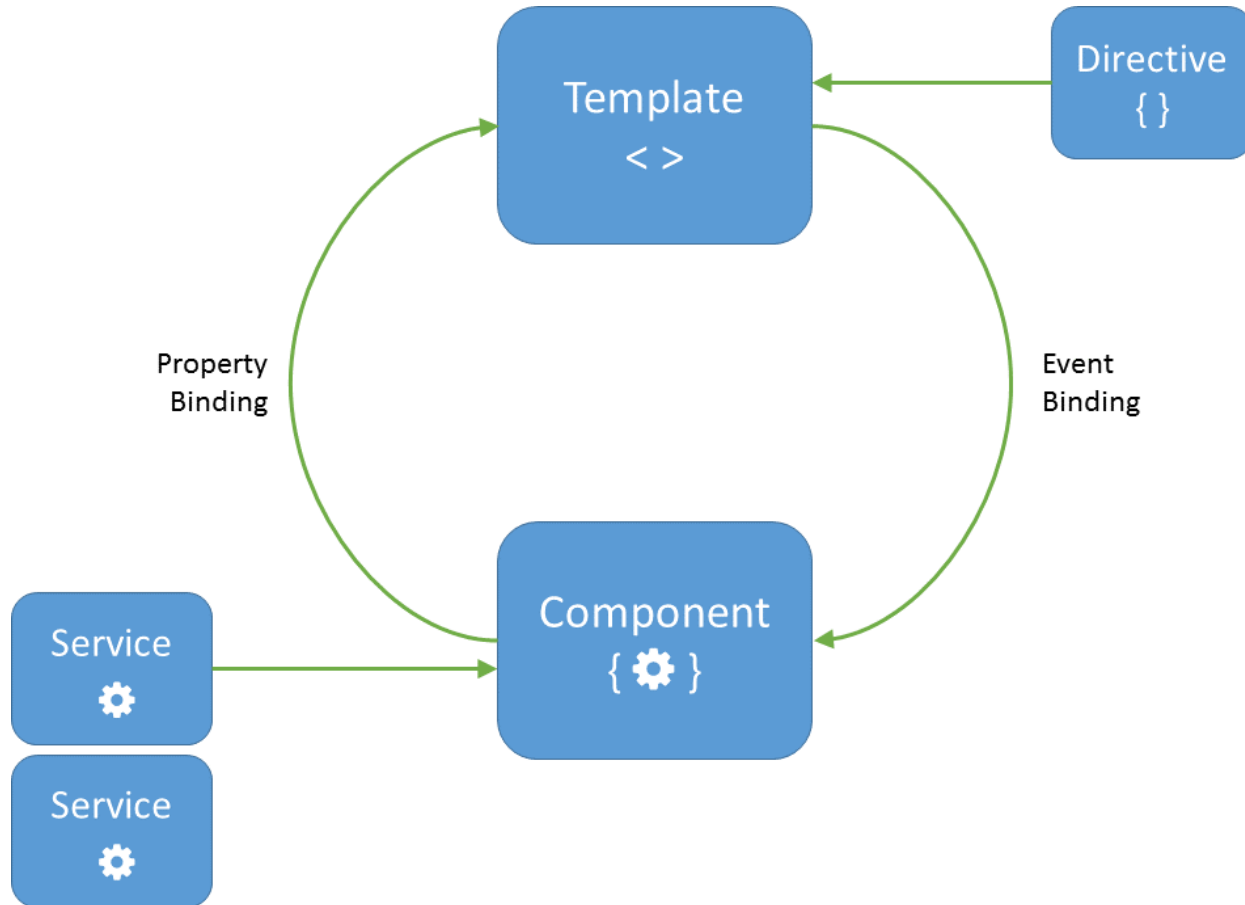 Template
< >
Directive
{ }
Property
Binding
Event
Binding
Component
{ }
Service
Service